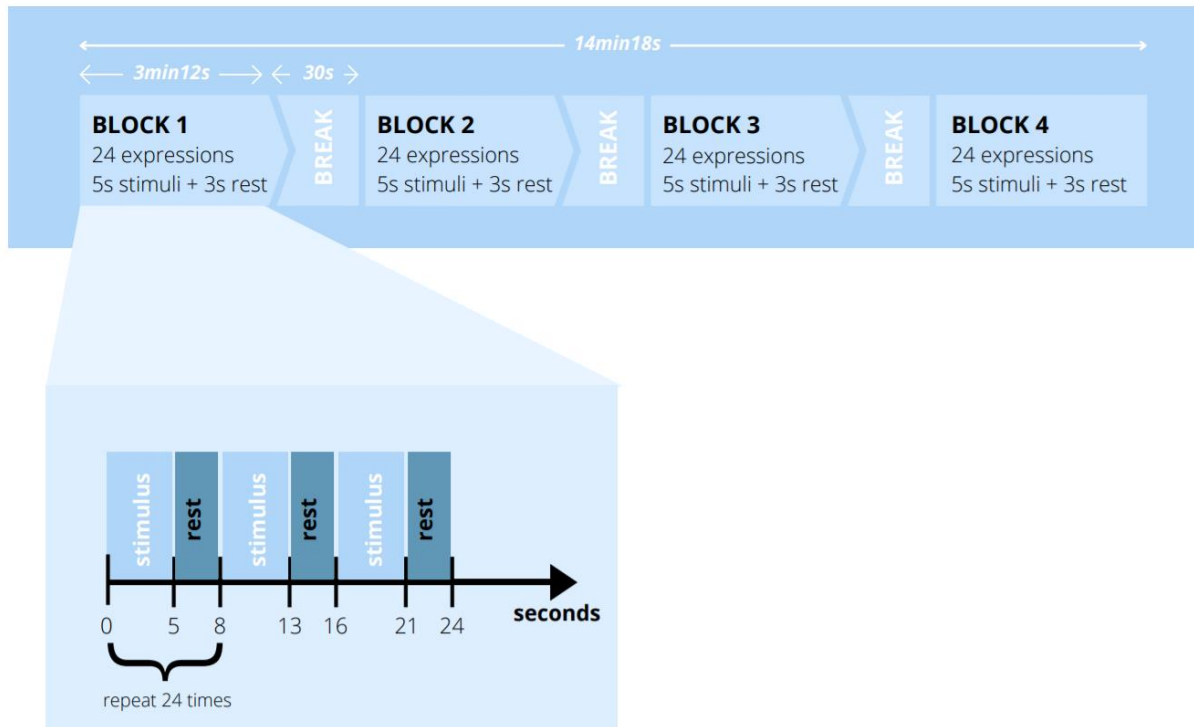 14min18s
3min12s
30s
BLOCK 1
24 expressions
5s stimuli + 3s rest
BREAK
BLOCK 2
24 expressions
5s stimuli + 3s rest
BREAK
BLOCK 3
24 expressions
5s stimuli + 3s rest
BREAK
BLOCK 4
24 expressions
5s stimuli + 3s rest
stimulus
rest
stimulus
rest
stimulus
rest
0 5 8 13 16 21 24
seconds
repeat 24 times